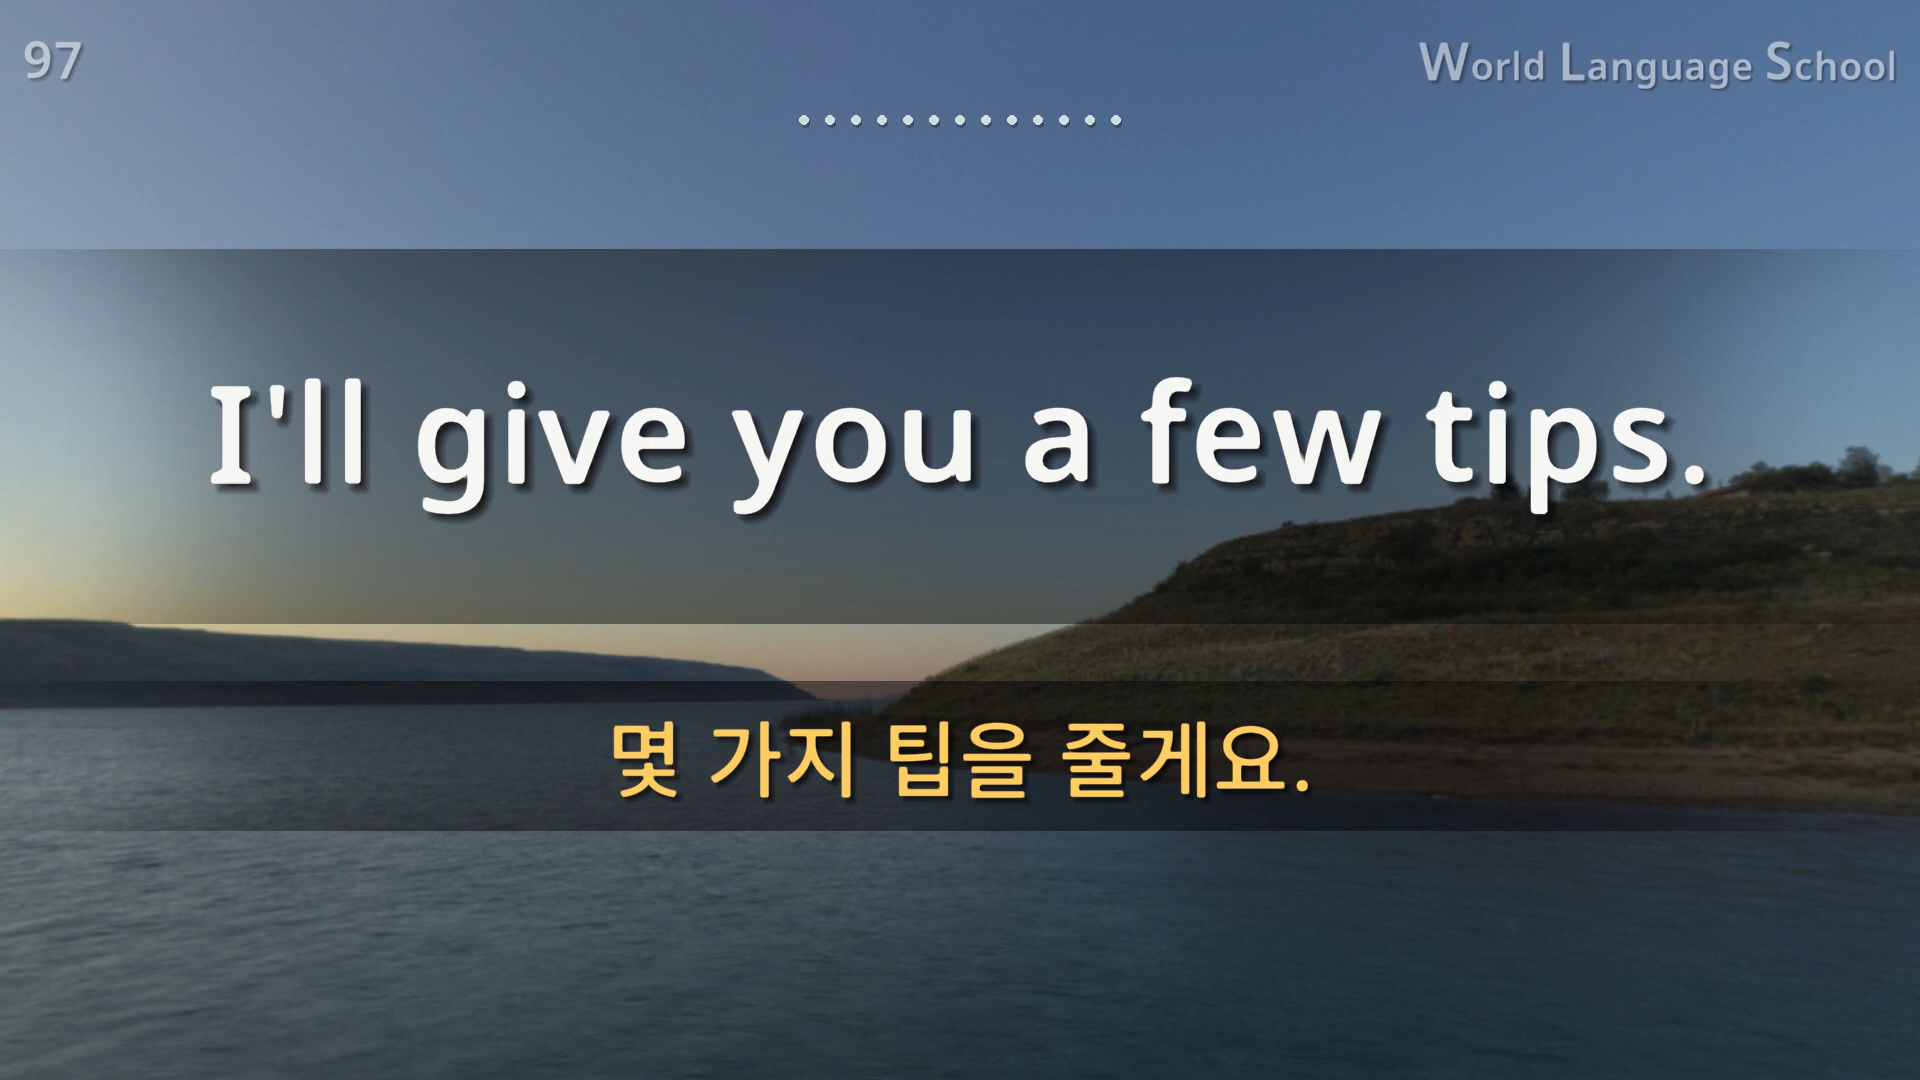 97
World Language School
I'll give you a few tips.
몇 가지 팁을 줄게요.